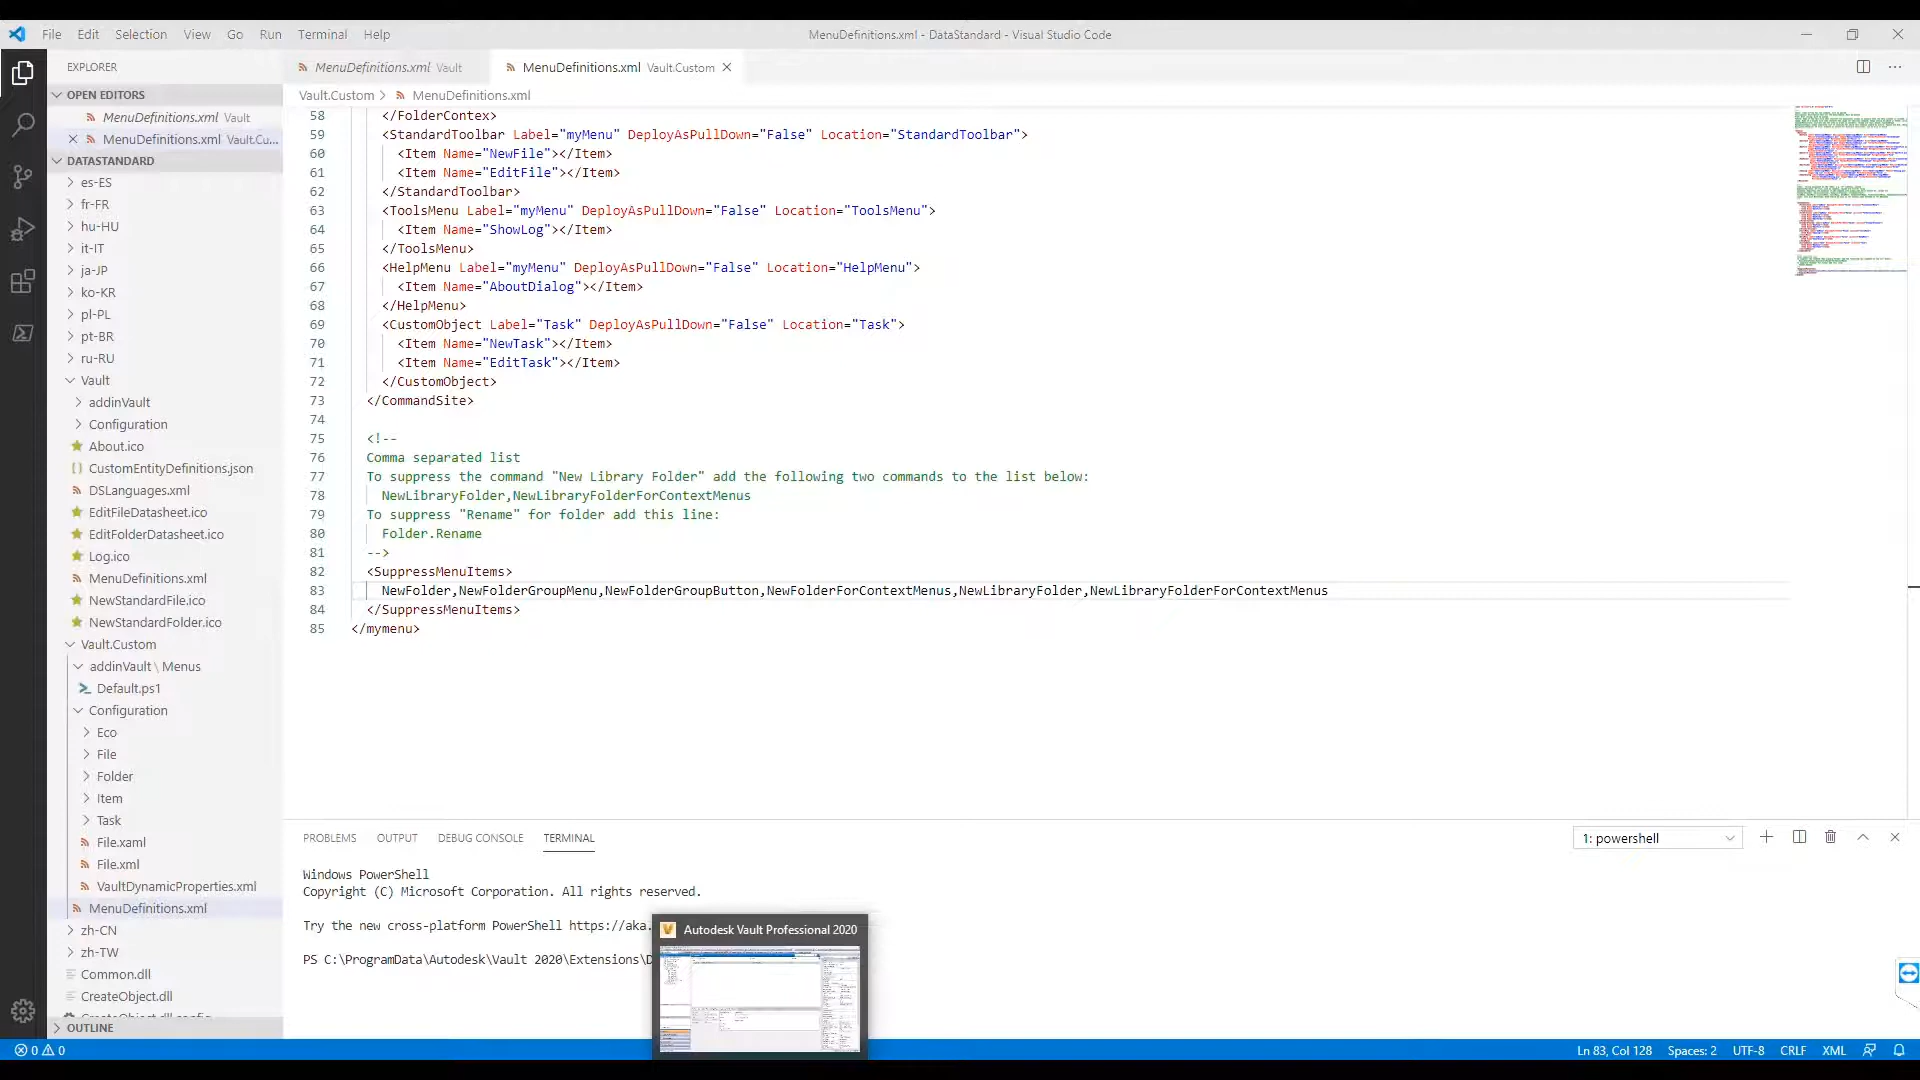 File Edit Selection View Go Run Terminal Help
MenuDefinitions.xml - DataStandard - Visual Studio Code
EXPLORER
OPEN EDITORS
MenuDefinitions.xml Vault
MenuDefinitions.xml Vault.Cu...
DATASTANDARD
es-ES
fr-FR
hu-HU
it-IT
ja-JP
ko-KR
pl-PL
pt-BR
ru-RU
Vault
addinVault
Configuration
About.ico
CustomEntityDefinitions.json
DSLanguages.xml
EditFileDatasheet.ico
EditFolderDatasheet.ico
Log.ico
MenuDefinitions.xml
NewStandardFile.ico
NewStandardFolder.ico
Vault.Custom
addinVault \ Menus
Default.ps1
Configuration
Eco
File
Folder
Item
Task
File.xaml
File.xml
VaultDynamicProperties.xml
MenuDefinitions.xml
zh-CN
zh-TW
Common.dll
CreateObject.dll
CreateObject.dll.config
OUTLINE
MenuDefinitions.xml Vault
MenuDefinitions.xml Vault.Custom
Vault.Custom > MenuDefinitions.xml
58 </FolderContex>
59 <StandardToolbar Label="myMenu" DeployAsPullDown="False" Location="StandardToolbar">
60 <Item Name="NewFile"></Item>
61 <Item Name="EditFile"></Item>
62 </StandardToolbar>
63 <ToolsMenu Label="myMenu" DeployAsPullDown="False" Location="ToolsMenu">
64 <Item Name="ShowLog"></Item>
65 </ToolsMenu>
66 <HelpMenu Label="myMenu" DeployAsPullDown="False" Location="HelpMenu">
67 <Item Name="AboutDialog"></Item>
68 </HelpMenu>
69 <CustomObject Label="Task" DeployAsPullDown="False" Location="Task">
70 <Item Name="NewTask"></Item>
71 <Item Name="EditTask"></Item>
72 </CustomObject>
73 </CommandSite>
74
75 <!--
76 Comma separated list
77 To suppress the command "New Library Folder" add the following two commands to the list below:
78 NewLibraryFolder,NewLibraryFolderForContextMenus
79 To suppress "Rename" for folder add this line:
80 Folder.Rename
81 -->
82 <SuppressMenuItems>
83 NewFolder,NewFolderGroupMenu,NewFolderGroupButton,NewFolderForContextMenus,NewLibraryFolder,NewLibraryFolderForContextMenus
84 </SuppressMenuItems>
85 </mymenu>
PROBLEMS OUTPUT DEBUG CONSOLE TERMINAL
1: powershell
Windows PowerShell
Copyright (C) Microsoft Corporation. All rights reserved.
Try the new cross-platform PowerShell https://aka.
PS C:\ProgramData\Autodesk\Vault 2020\Extensions\D
Autodesk Vault Professional 2020
0 0
Ln 83, Col 128 Spaces: 2 UTF-8 CRLF XML